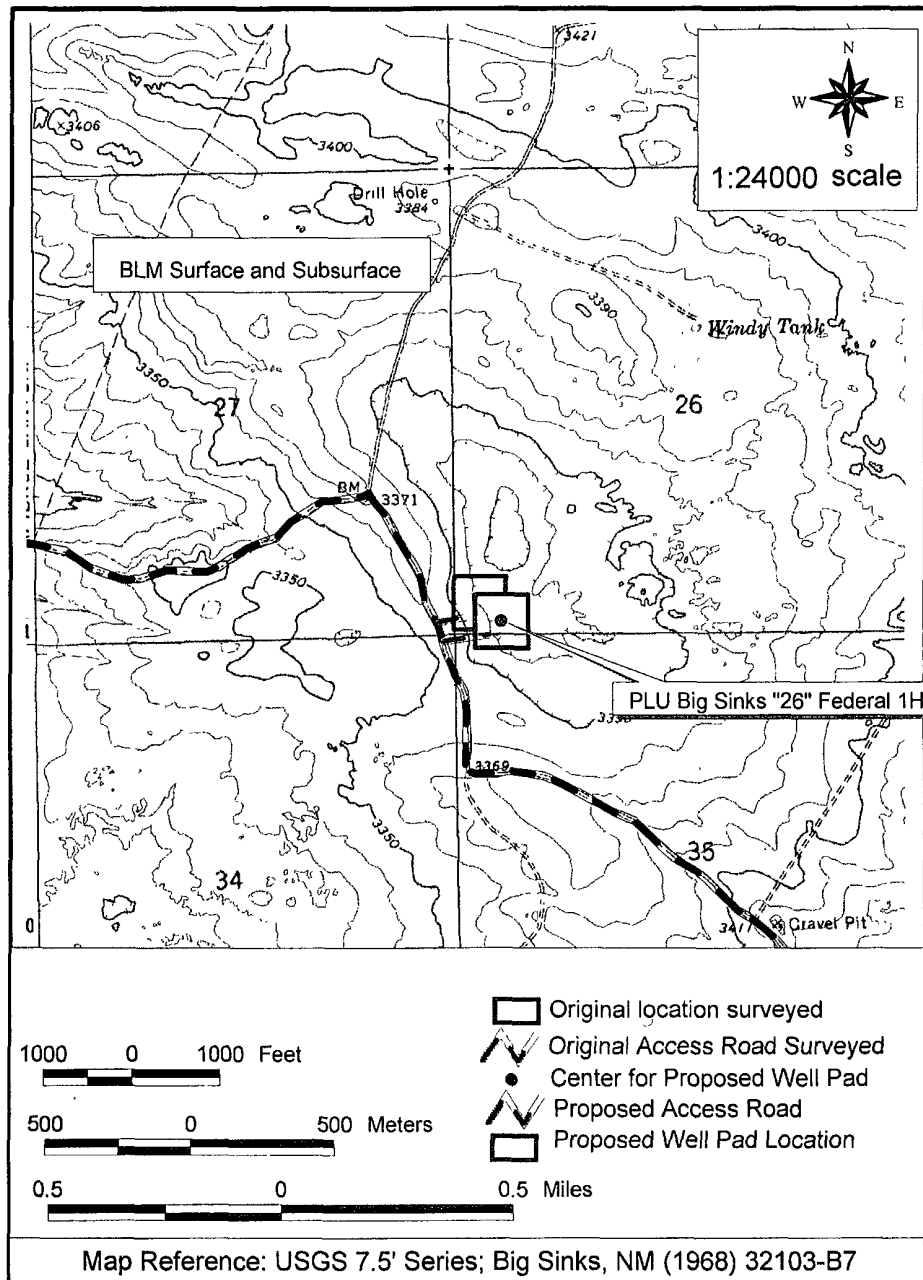 3421
N
W E
S
1:24000 scale
×3406
3400
Drill Hole
3384
3400
BLM Surface and Subsurface
3390
Windy Tank
3350
27
26
BM
3371
3350
PLU Big Sinks "26" Federal 1H
3369
3350
35
34
3411
Gravel Pit
Original location surveyed
1000 0 1000 Feet
Original Access Road Surveyed
Center for Proposed Well Pad
500 0 500 Meters
Proposed Access Road
Proposed Well Pad Location
0.5 0 0.5 Miles
Map Reference: USGS 7.5' Series; Big Sinks, NM (1968) 32103-B7